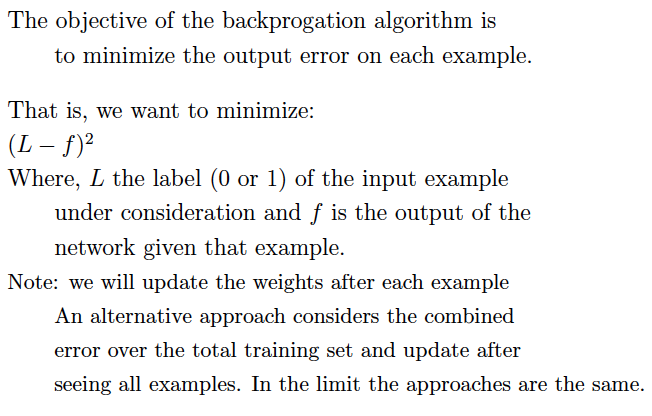 The objective of the backprogation algorithm is
to minimize the output error on each example.
That is, we want to minimize:
(L − f)²
Where, L the label (0 or 1) of the input example
under consideration and f is the output of the
network given that example.
Note: we will update the weights after each example
An alternative approach considers the combined
error over the total training set and update after
seeing all examples. In the limit the approaches are the same.